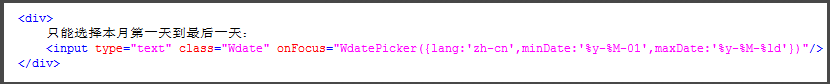 <div>
只能选择本月第一天到最后一天:
<input type="text" class="Wdate" onFocus="WdatePicker({lang:'zh-cn',minDate:'%y-%M-01',maxDate:'%y-%M-%ld'})"/>
</div>